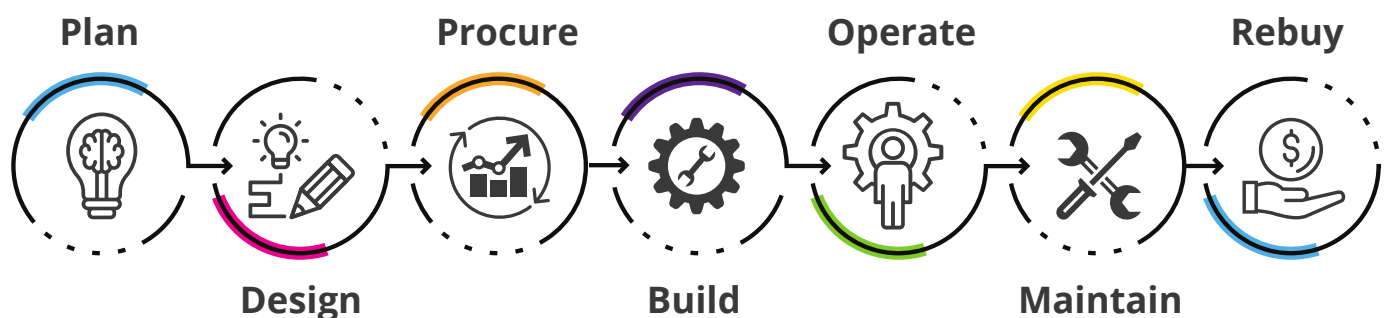 Plan
Design
Procure
Build
Operate
Maintain
Rebuy
$